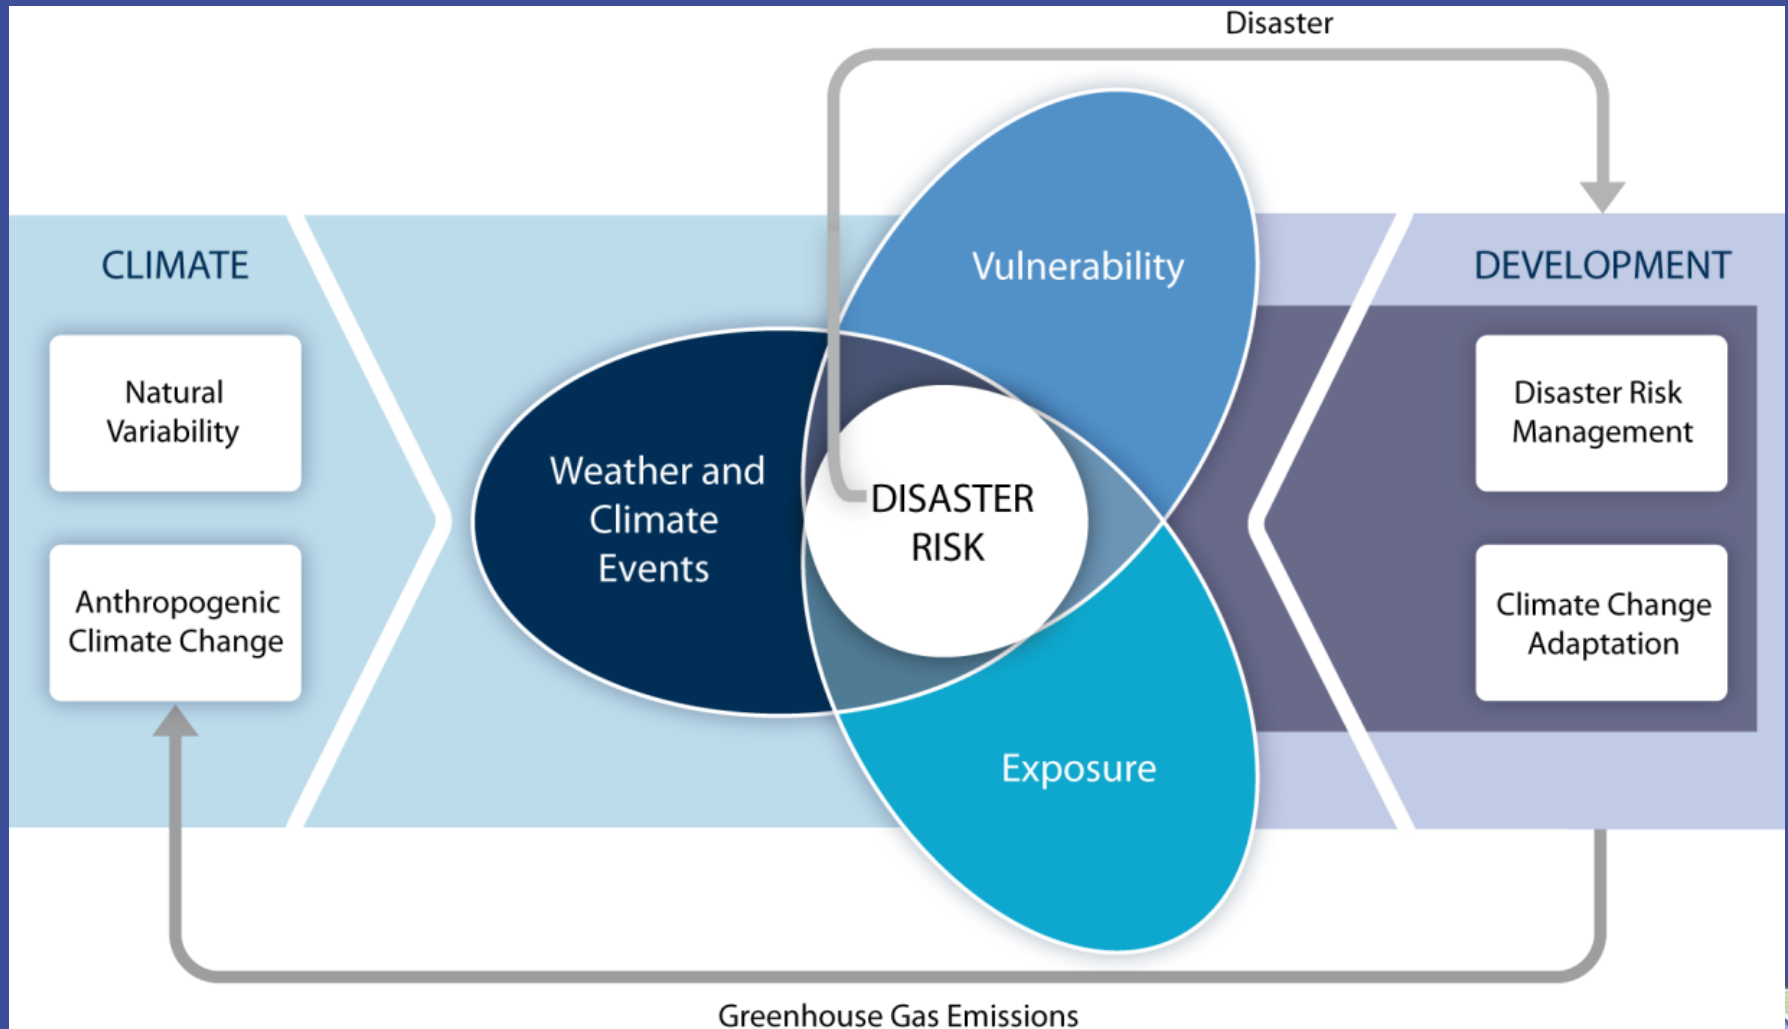 Disaster
CLIMATE
Natural
Variability
Anthropogenic
Climate Change
Weather and
Climate
Events
Vulnerability
DISASTER
RISK
Exposure
DEVELOPMENT
Disaster Risk
Management
Climate Change
Adaptation
Greenhouse Gas Emissions